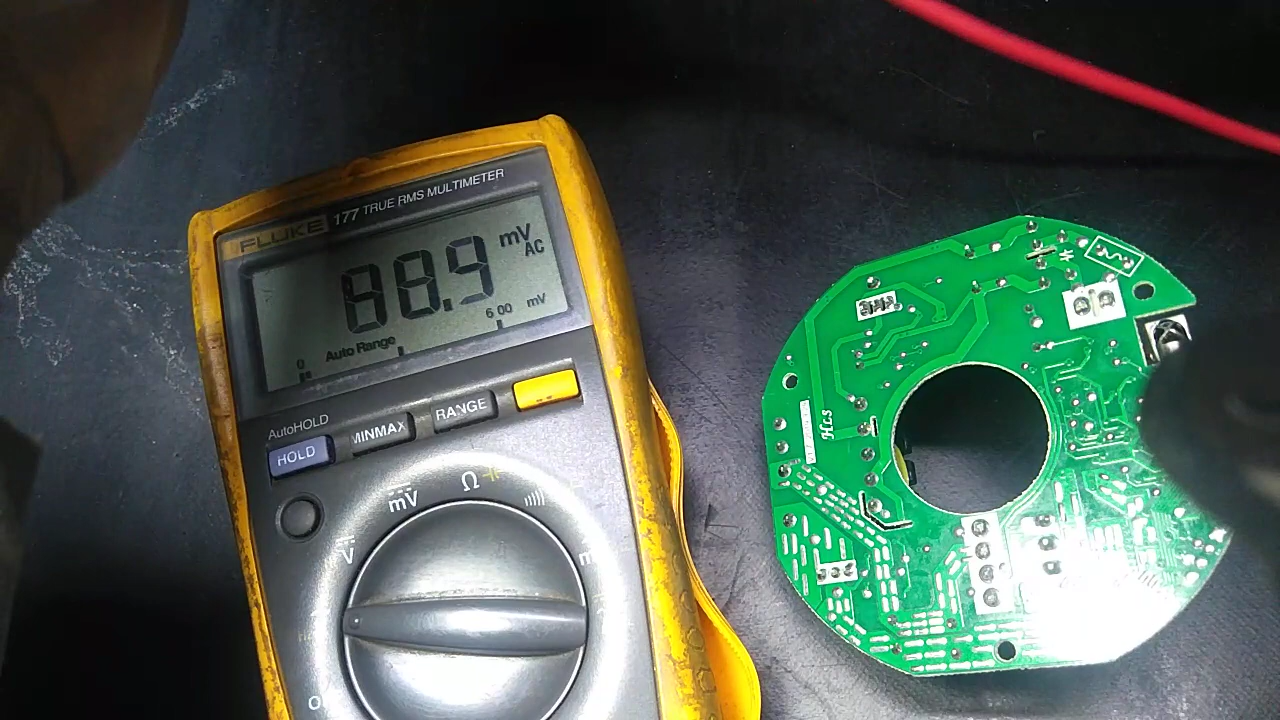 FLUKE 177 TRUE RMS MULTIMETER
88.9 mV AC
600 mV
0 Auto Range
AutoHOLD
HOLD MINMAX RANGE
mV Ω
V
Hcs